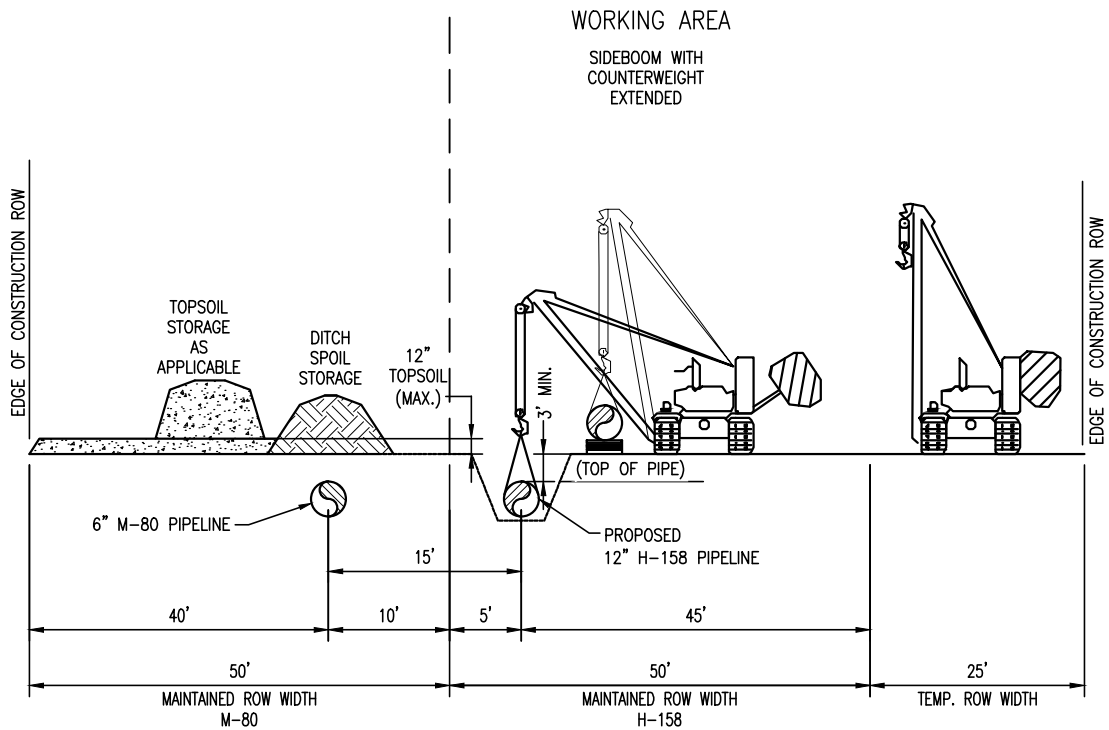 WORKING AREA
SIDEBOOM WITH
COUNTERWEIGHT
EXTENDED
EDGE OF CONSTRUCTION ROW
TOPSOIL
STORAGE
AS
APPLICABLE
DITCH
SPOIL
STORAGE
12"
TOPSOIL
(MAX.)
3' MIN.
EDGE OF CONSTRUCTION ROW
(TOP OF PIPE)
6" M-80 PIPELINE
PROPOSED
12" H-158 PIPELINE
15'
40'
10'
5'
45'
50'
50'
25'
MAINTAINED ROW WIDTH
M-80
MAINTAINED ROW WIDTH
H-158
TEMP. ROW WIDTH